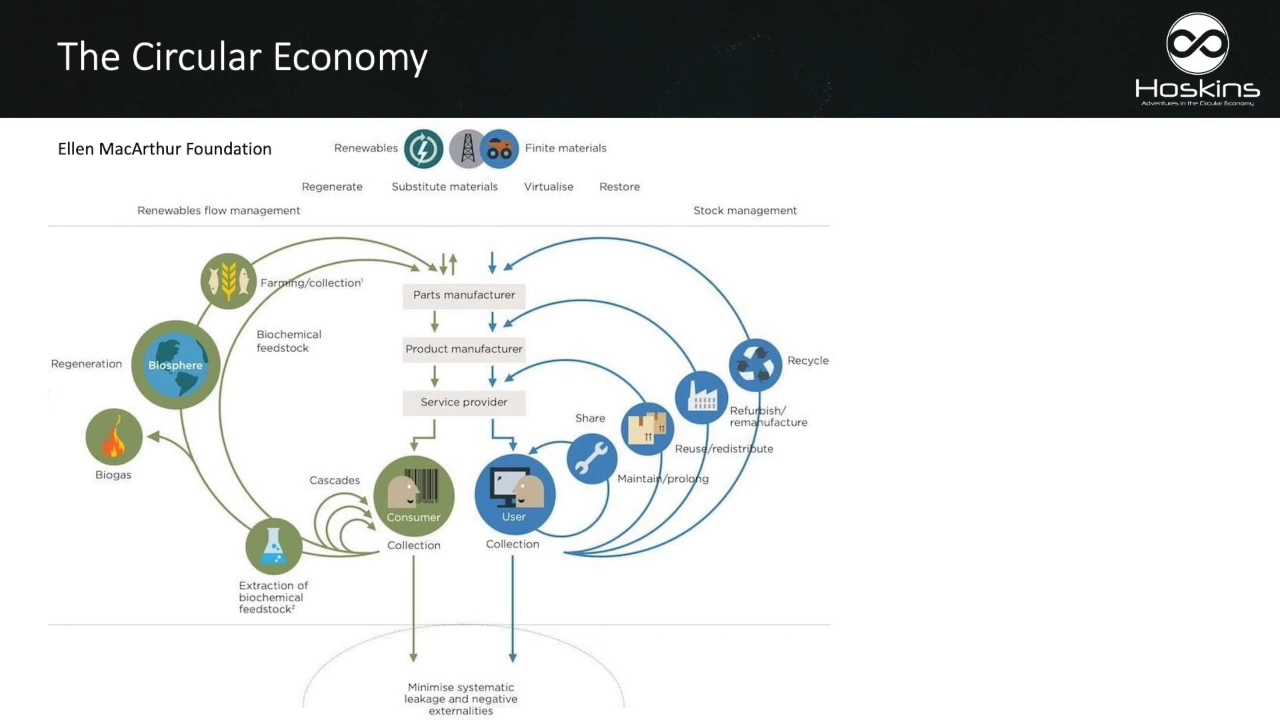 The Circular Economy
Hoskins
Adventures in the Circular Economy
Ellen MacArthur Foundation
Renewables
Finite materials
Regenerate
Substitute materials
Virtualise
Restore
Renewables flow management
Stock management
Farming/collection¹
Parts manufacturer
Biochemical
feedstock
Product manufacturer
Regeneration
Biosphere
Recycle
Service provider
Share
Refurbish/
remanufacture
Reuse/redistribute
Biogas
Cascades
Maintain/prolong
Consumer
User
Collection
Collection
Extraction of
biochemical
feedstock²
Minimise systematic
leakage and negative
externalities